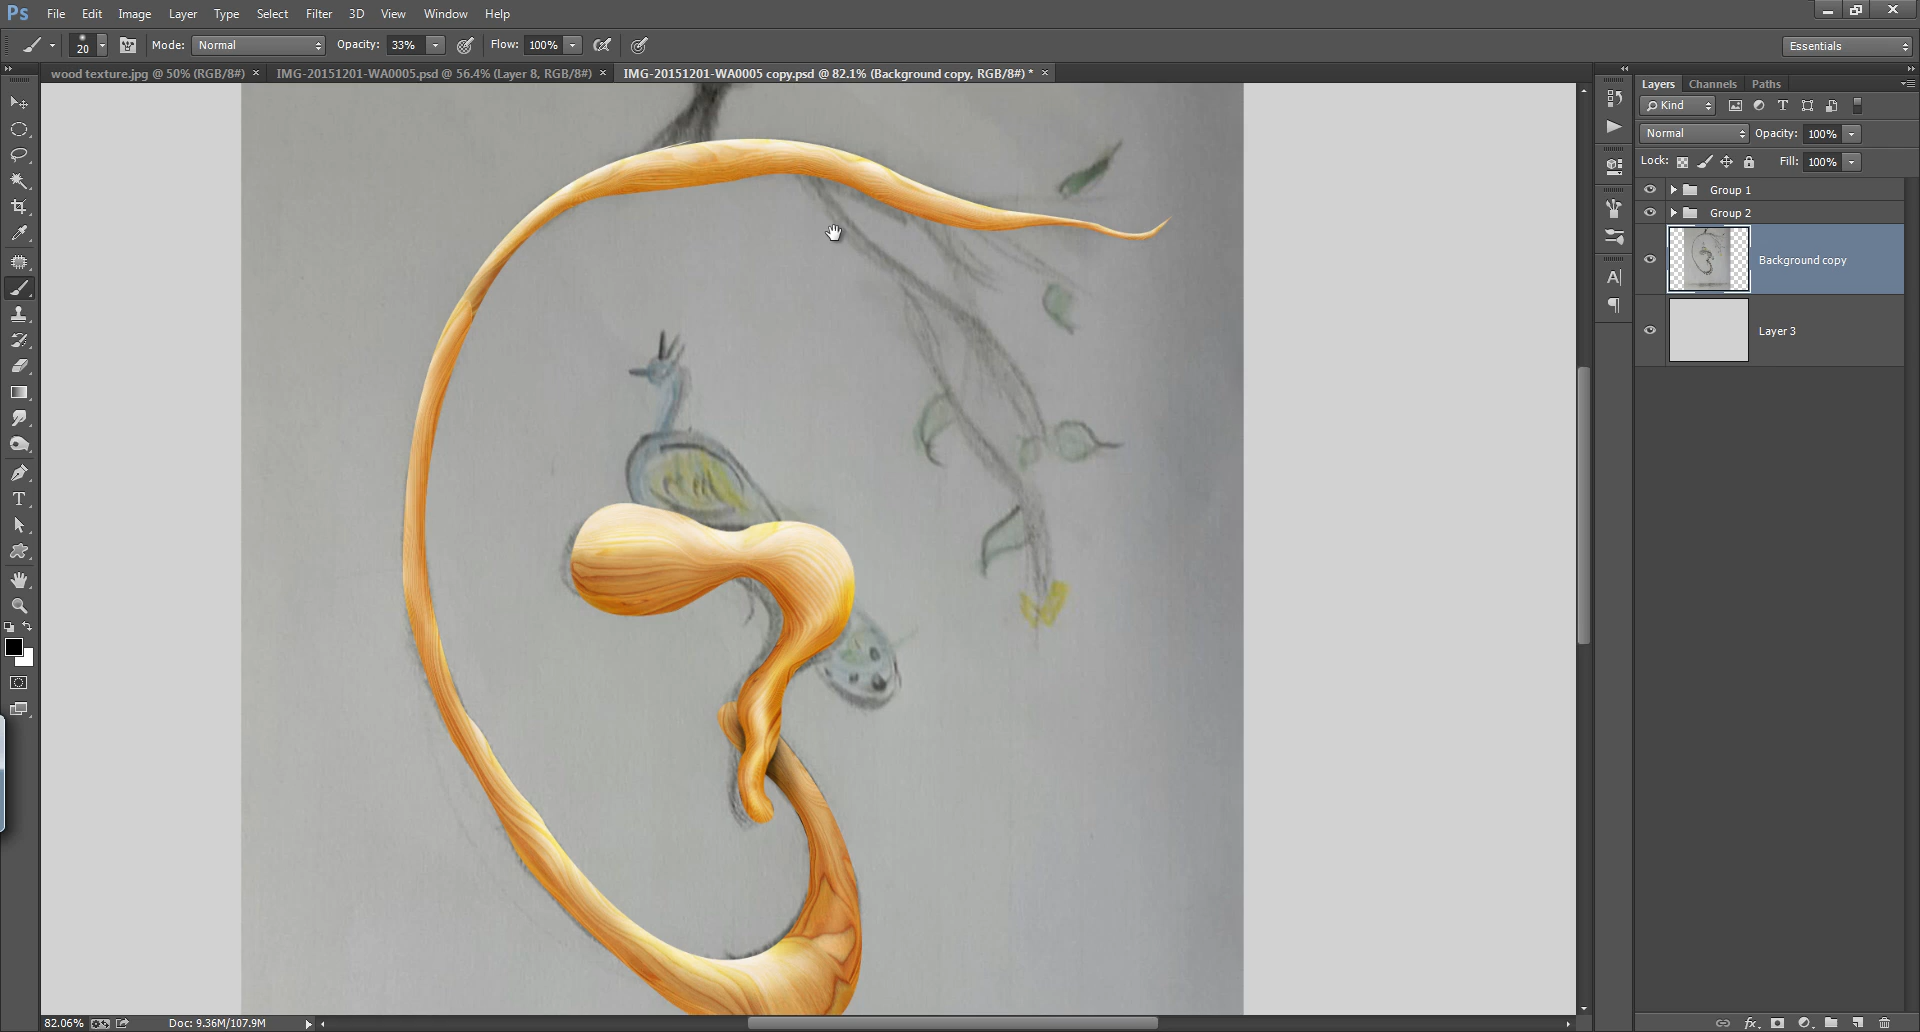 Ps File Edit Image Layer Type Select Filter 3D View Window Help
20 Mode: Normal Opacity: 33% Flow: 100% Essentials
wood texture.jpg @ 50% (RGB/8#) × IMG-20151201-WA0005.psd @ 56.4% (Layer 8, RGB/8#) × IMG-20151201-WA0005 copy.psd @ 82.1% (Background copy, RGB/8#) * ×
Layers Channels Paths
Kind T
Normal Opacity: 100%
Lock: Fill: 100%
Group 1
Group 2
Background copy
Layer 3
A
T
82.06% Doc: 9.36M/107.9M
fx